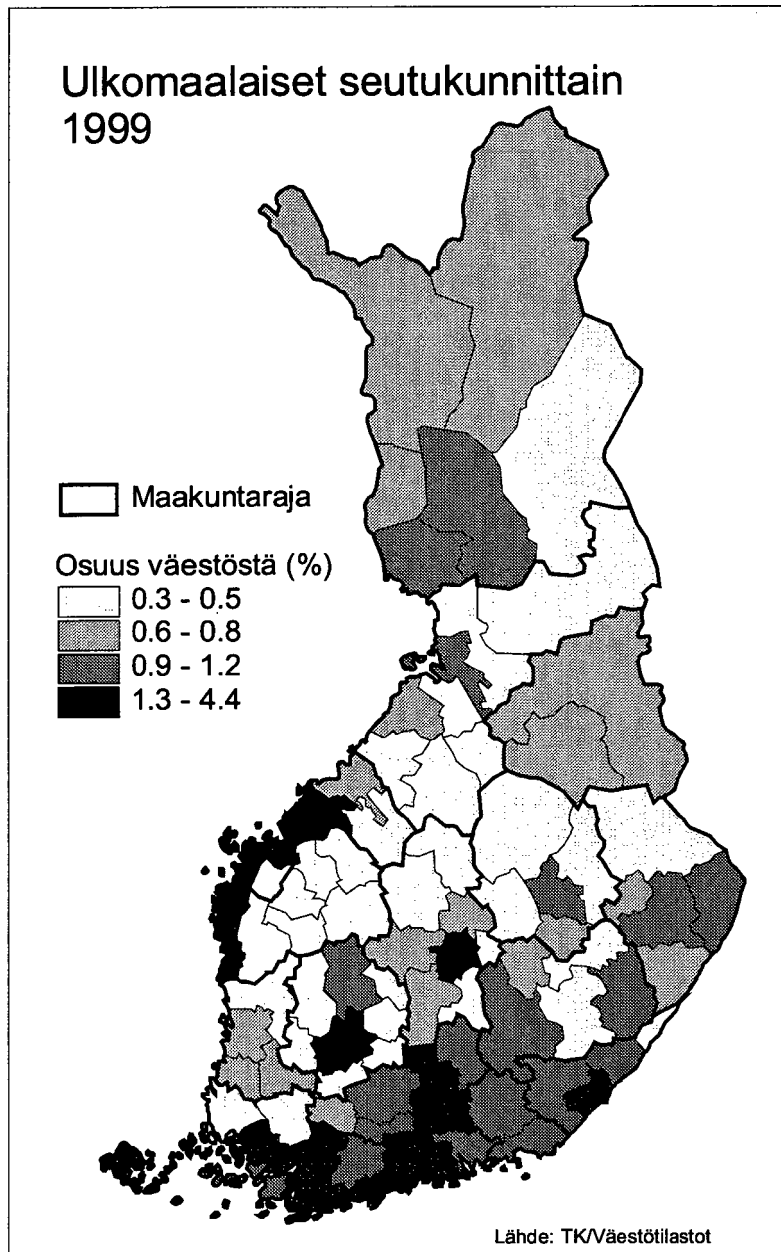 Ulkomaalaiset seutukunnittain
1999
Maakuntaraja
Osuus väestöstä (%)
0.3 - 0.5
0.6 - 0.8
0.9 - 1.2
1.3 - 4.4
Lähde: TK/Väestötilastot